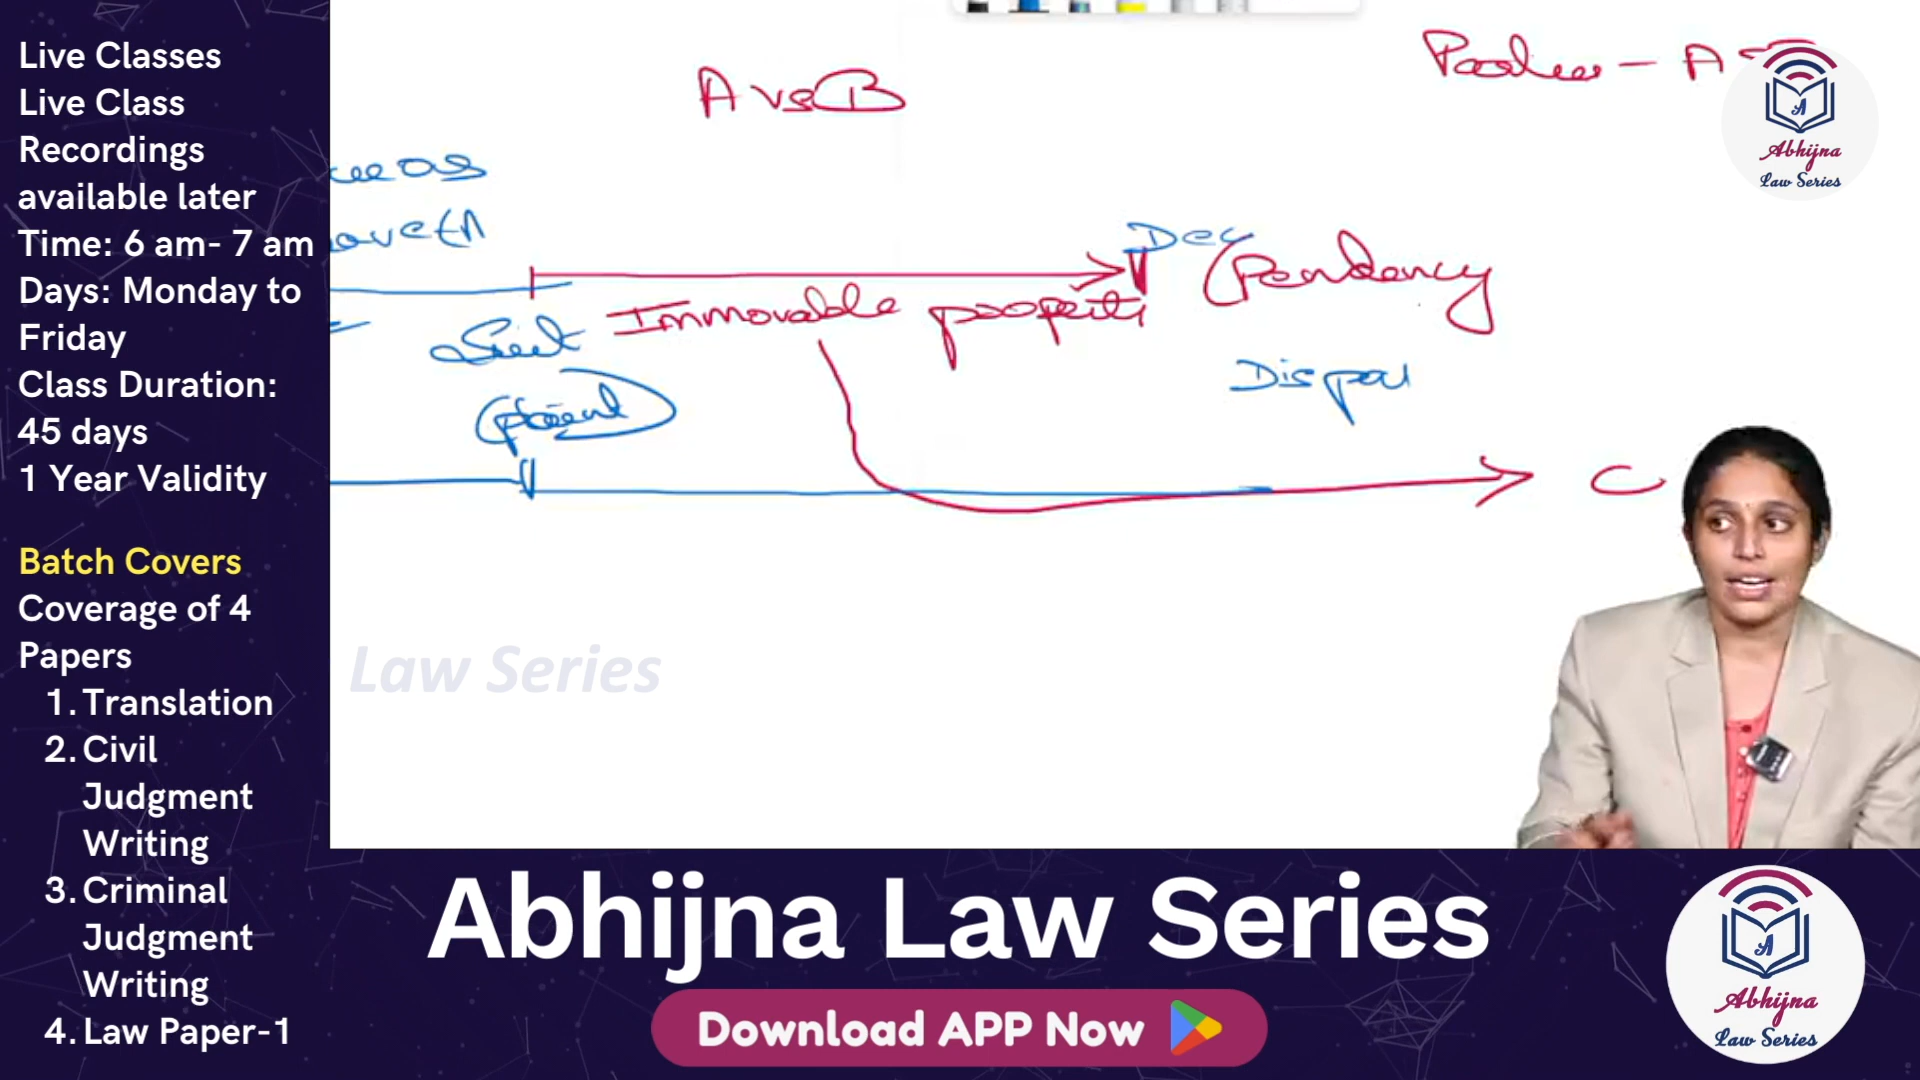 Live Classes
Live Class
Recordings
available later
Time: 6 am- 7 am
Days: Monday to
Friday
Class Duration:
45 days
1 Year Validity
Batch Covers
Coverage of 4
Papers
1. Translation
2. Civil
Judgment
Writing
3. Criminal
Judgment
Writing
4. Law Paper-1
A vs B
A
Abhijna
Law Series
Dec
(Pendency
Immovable property
Suit
(plaint)
C
Law Series
Abhijna Law Series
Download APP Now
A
Abhijna
Law Series